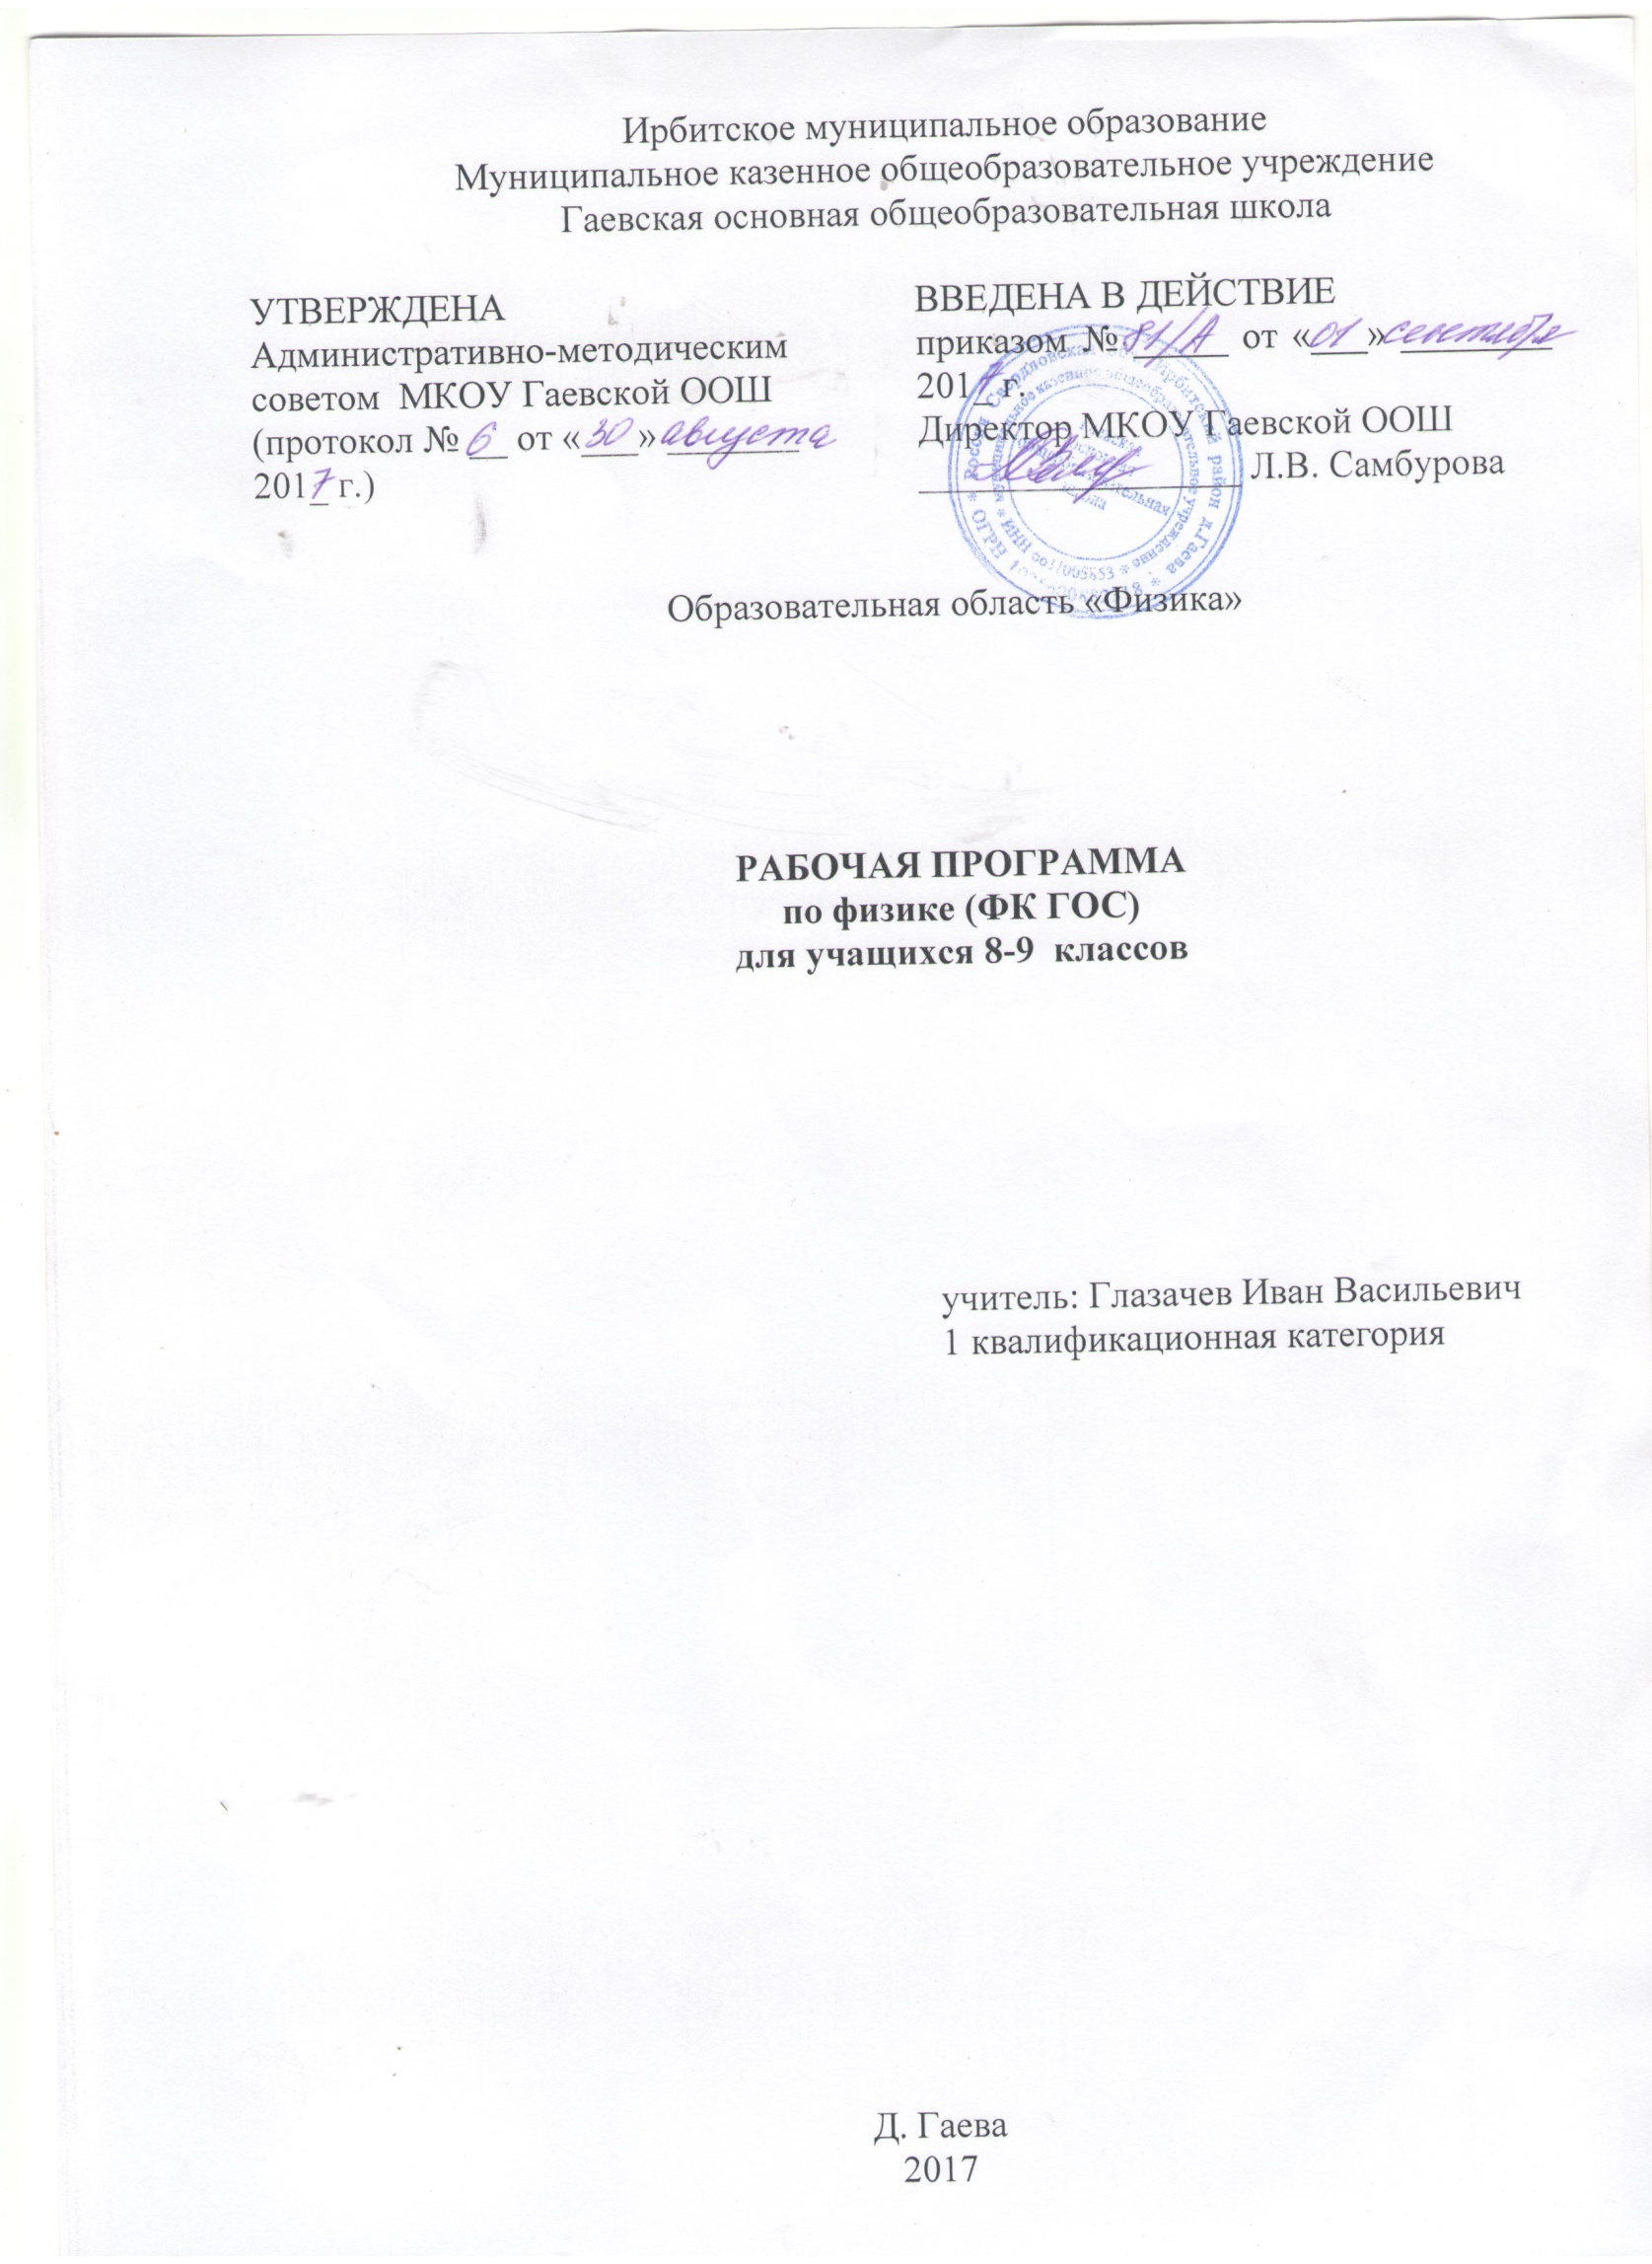 Ирбитское муниципальное образование
Муниципальное казенное общеобразовательное учреждение
Гаевская основная общеобразовательная школа
УТВЕРЖДЕНА
Административно-методическим
советом МКОУ Гаевской ООШ
(протокол № 6 от «30» августа
2017 г.)
ВВЕДЕНА В ДЕЙСТВИЕ
приказом № 81/А от «01» сентября
2017 г.
Директор МКОУ Гаевской ООШ
Л.В. Самбурова
Образовательная область «Физика»
РАБОЧАЯ ПРОГРАММА
по физике (ФК ГОС)
для учащихся 8-9 классов
учитель: Глазачев Иван Васильевич
1 квалификационная категория
Д. Гаева
2017